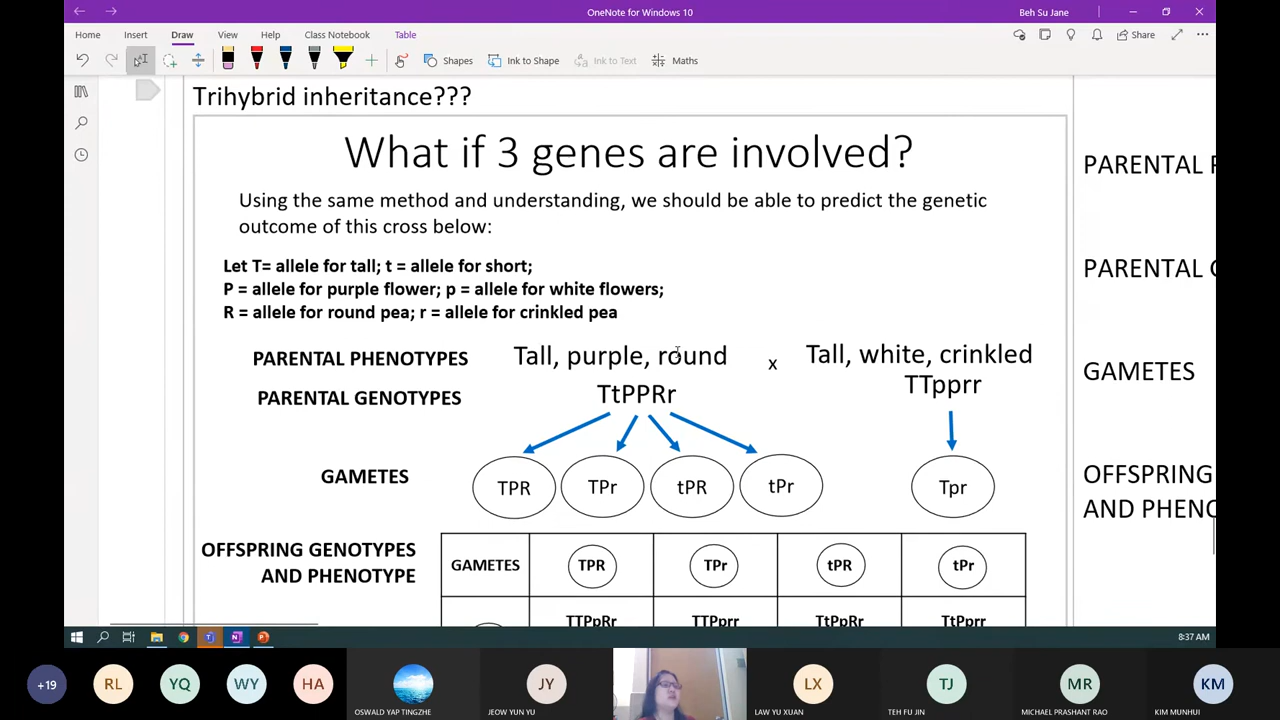 OneNote for Windows 10
Beh Su Jane
Home Insert Draw View Help Class Notebook Table
Share
Shapes Ink to Shape Ink to Text Maths
Trihybrid inheritance???
What if 3 genes are involved?
Using the same method and understanding, we should be able to predict the genetic
outcome of this cross below:
Let T= allele for tall; t = allele for short;
P = allele for purple flower; p = allele for white flowers;
R = allele for round pea; r = allele for crinkled pea
PARENTAL PHENOTYPES Tall, purple, round x Tall, white, crinkled
PARENTAL GENOTYPES TtPPRr TTpprr
GAMETES TPR TPr tPR tPr Tpr
OFFSPRING GENOTYPES
AND PHENOTYPE
GAMETES TPR TPr tPR tPr
TTPpRr TTPprr TtPpRr TtPprr
PARENTAL P
PARENTAL G
GAMETES
OFFSPRING
AND PHENO
8:37 AM
+19 RL YQ WY HA JY LX TJ MR KM
OSWALD YAP TINGZHE JEOW YUN YU LAW YU XUAN TEH FU JIN MICHAEL PRASHANT RAO KIM MUNHUI